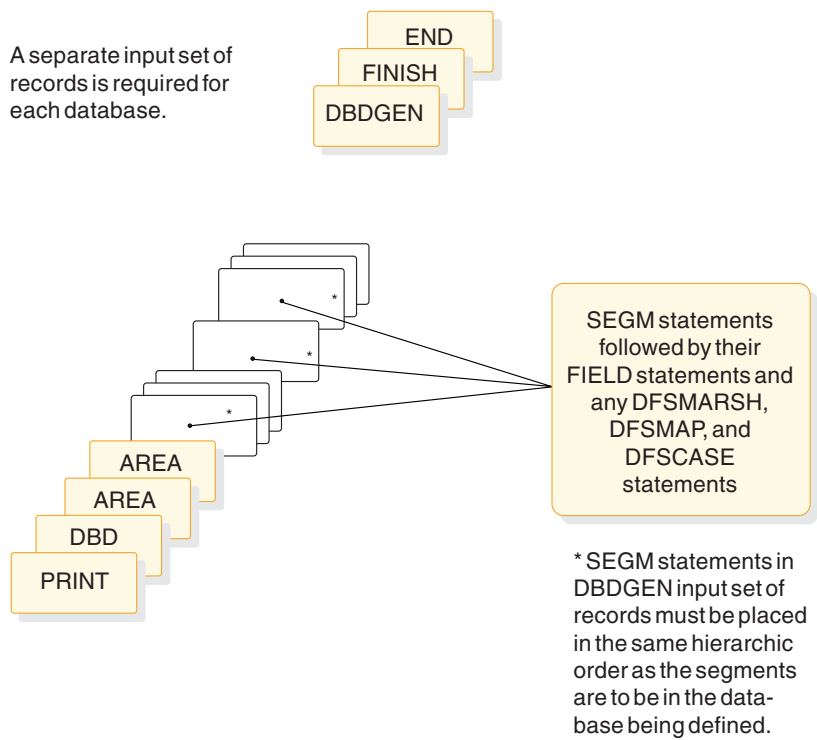 A separate input set of
records is required for
each database.
END
FINISH
DBDGEN
*
*
*
SEGM statements
followed by their
FIELD statements and
any DFSMARSH,
DFSMAP, and
DFSCASE
statements
AREA
AREA
DBD
PRINT
* SEGM statements in
DBDGEN input set of
records must be placed
in the same hierarchic
order as the segments
are to be in the data-
base being defined.